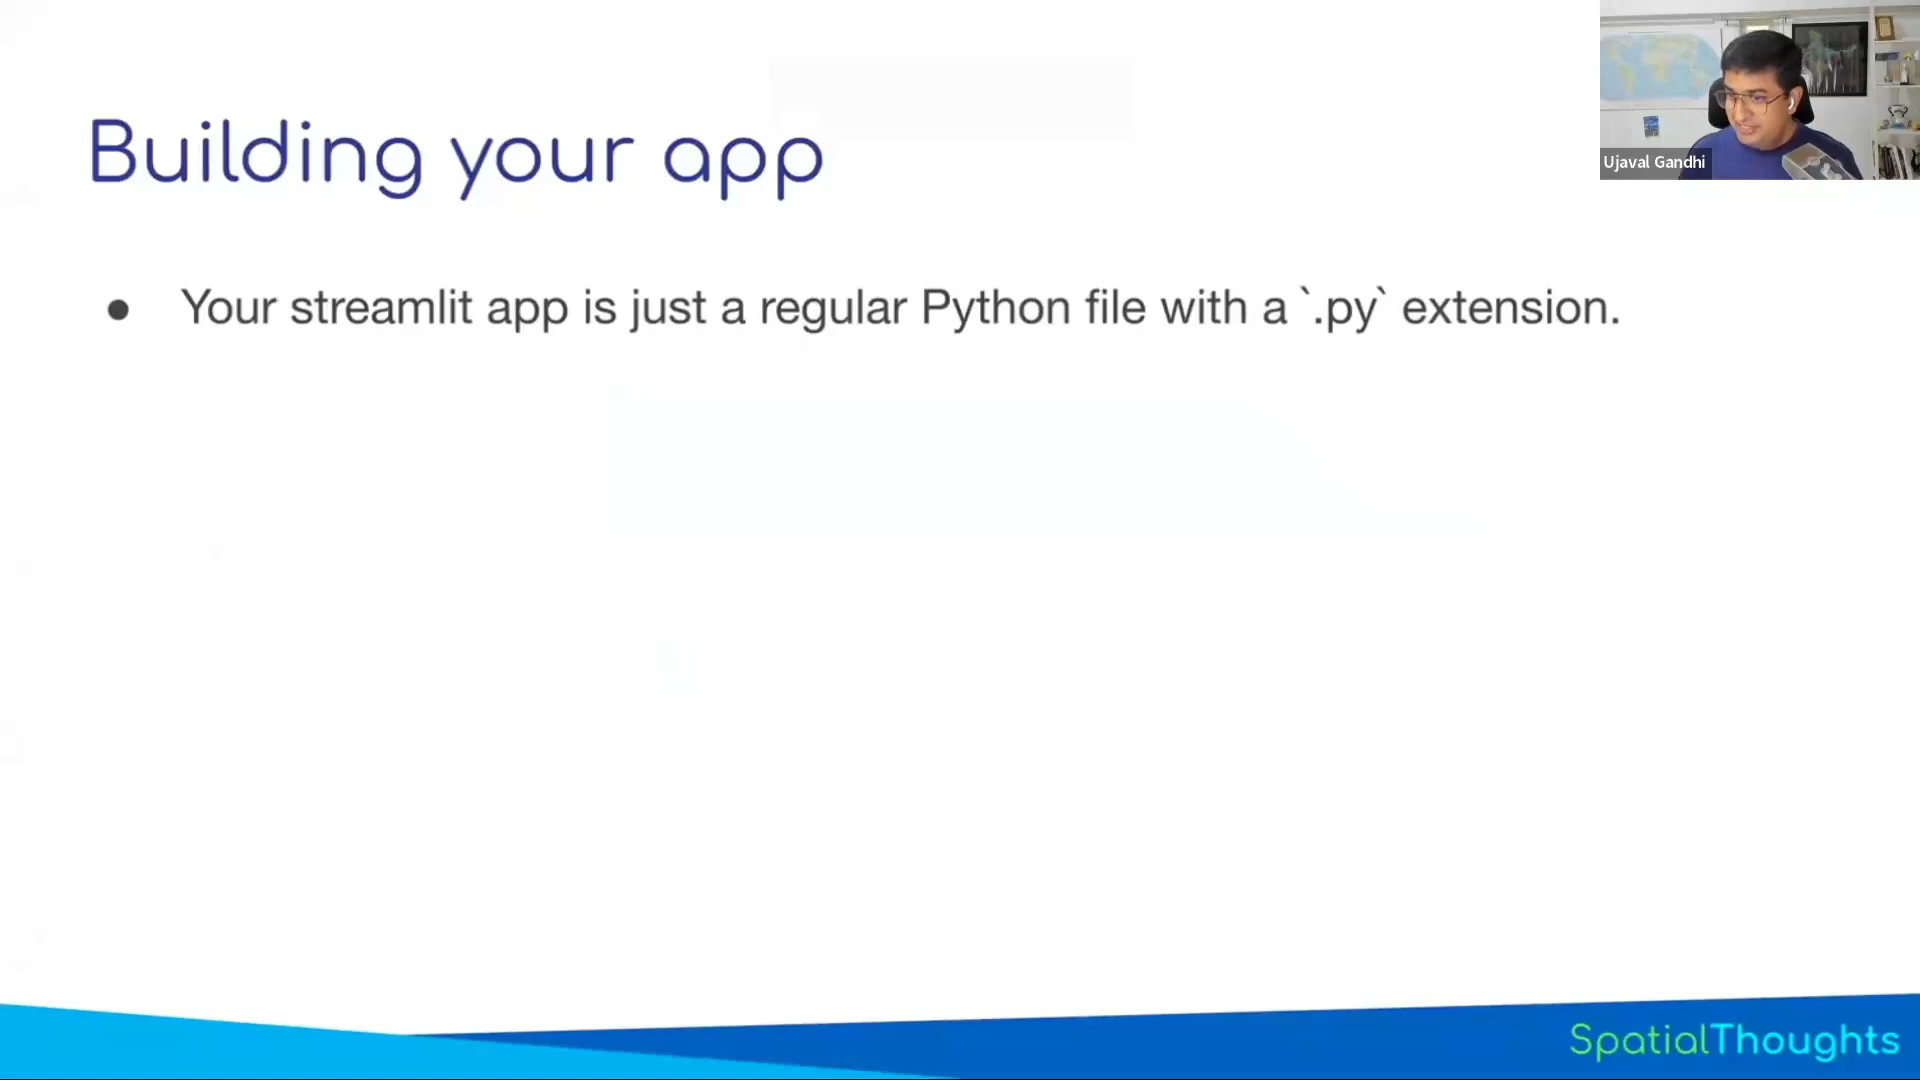 Building your app
Ujaval Gandhi
● Your streamlit app is just a regular Python file with a `.py` extension.
SpatialThoughts